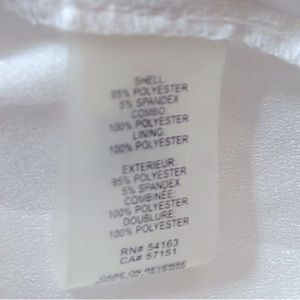 SHELL:
95% POLYESTER
5% SPANDEX
COMBO
100% POLYESTER
LINING:
100% POLYESTER
EXTERIEUR:
95% POLYESTER
5% SPANDEX
COMBINÉE:
100% POLYESTER
DOUBLURE:
100% POLYESTER
RN# 54163
CA# 57151
CARE ON REVERSE